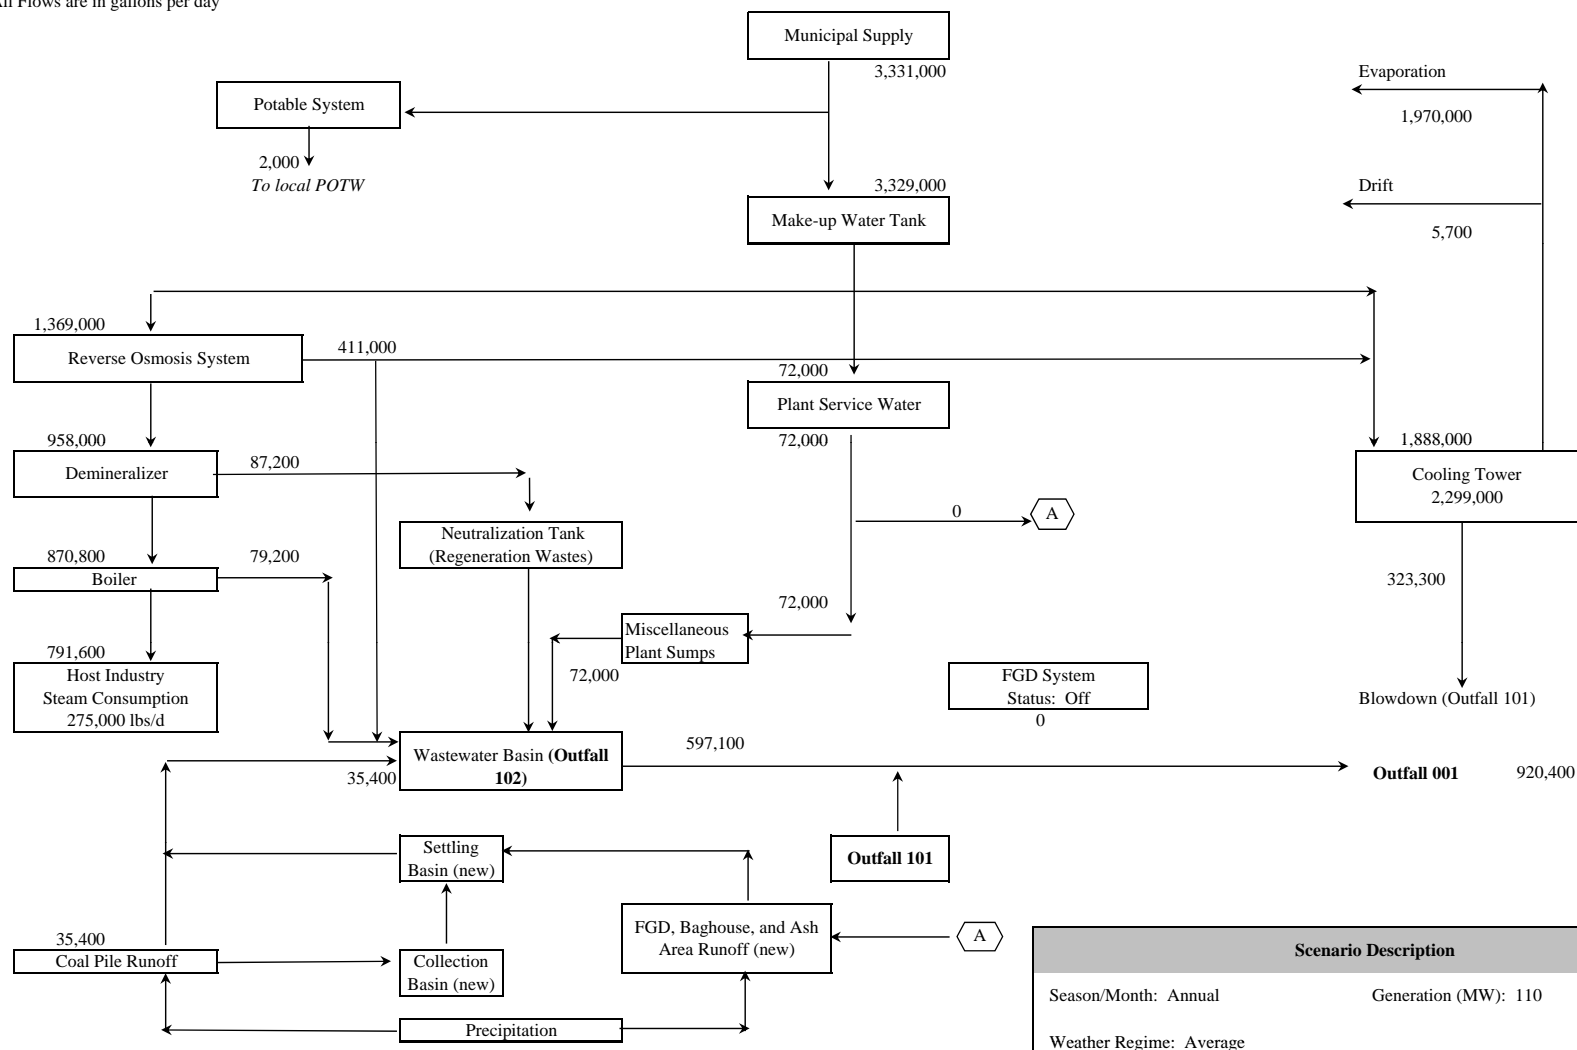 All Flows are in gallons per day
Municipal Supply
3,331,000
Evaporation
1,970,000
Potable System
2,000
To local POTW
3,329,000
Make-up Water Tank
Drift
5,700
1,369,000
Reverse Osmosis System
411,000
72,000
Plant Service Water
72,000
958,000
Demineralizer
87,200
1,888,000
Cooling Tower
2,299,000
0
A
Neutralization Tank
(Regeneration Wastes)
870,800
Boiler
79,200
323,300
72,000
Miscellaneous
Plant Sumps
72,000
791,600
Host Industry
Steam Consumption
275,000 lbs/d
FGD System
Status: Off
0
Blowdown (Outfall 101)
Wastewater Basin (Outfall
102)
597,100
35,400
Outfall 001
920,400
Settling
Basin (new)
Outfall 101
FGD, Baghouse, and Ash
Area Runoff (new)
A
35,400
Coal Pile Runoff
Collection
Basin (new)
Precipitation
Scenario Description
Season/Month: Annual
Generation (MW): 110
Weather Regime: Average